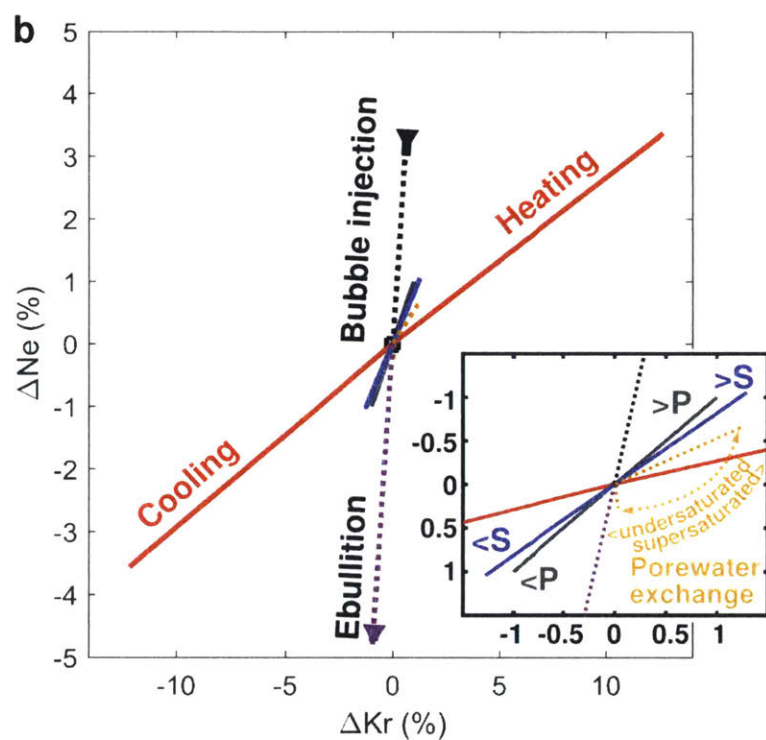 b
5
4
3
2
1
0
-1
-2
-3
-4
-5
ΔNe (%)
-10
-5
0
5
10
ΔKr (%)
Bubble injection
Heating
Cooling
Ebullition
-1
-0.5
0
0.5
1
>P
>S
<S
<P
<undersaturated
supersaturated>
Porewater
exchange
-1
-0.5
0
0.5
1